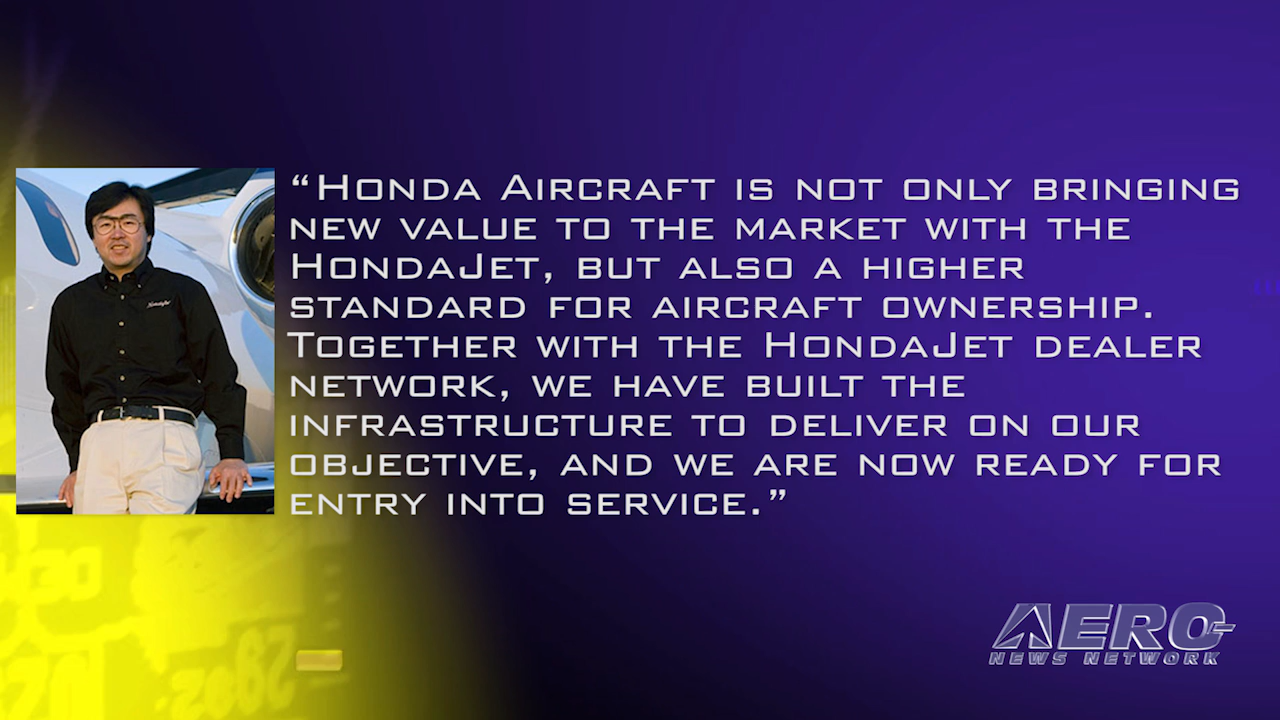 “Honda Aircraft is not only bringing
new value to the market with the
HondaJet, but also a higher
standard for aircraft ownership.
Together with the HondaJet dealer
network, we have built the
infrastructure to deliver on our
objective, and we are now ready for
entry into service.”
AERO
NEWS NETWORK